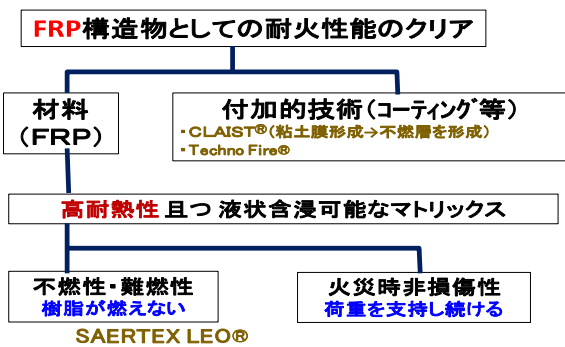 FRP構造物としての耐火性能のクリア
材料
（FRP）
付加的技術（コーティング等）
・CLAIST®（粘土膜形成→不燃層を形成）
・Techno Fire®
高耐熱性 且つ 液状含浸可能なマトリックス
不燃性・難燃性
樹脂が燃えない
火災時非損傷性
荷重を支持し続ける
SAERTEX LEO®